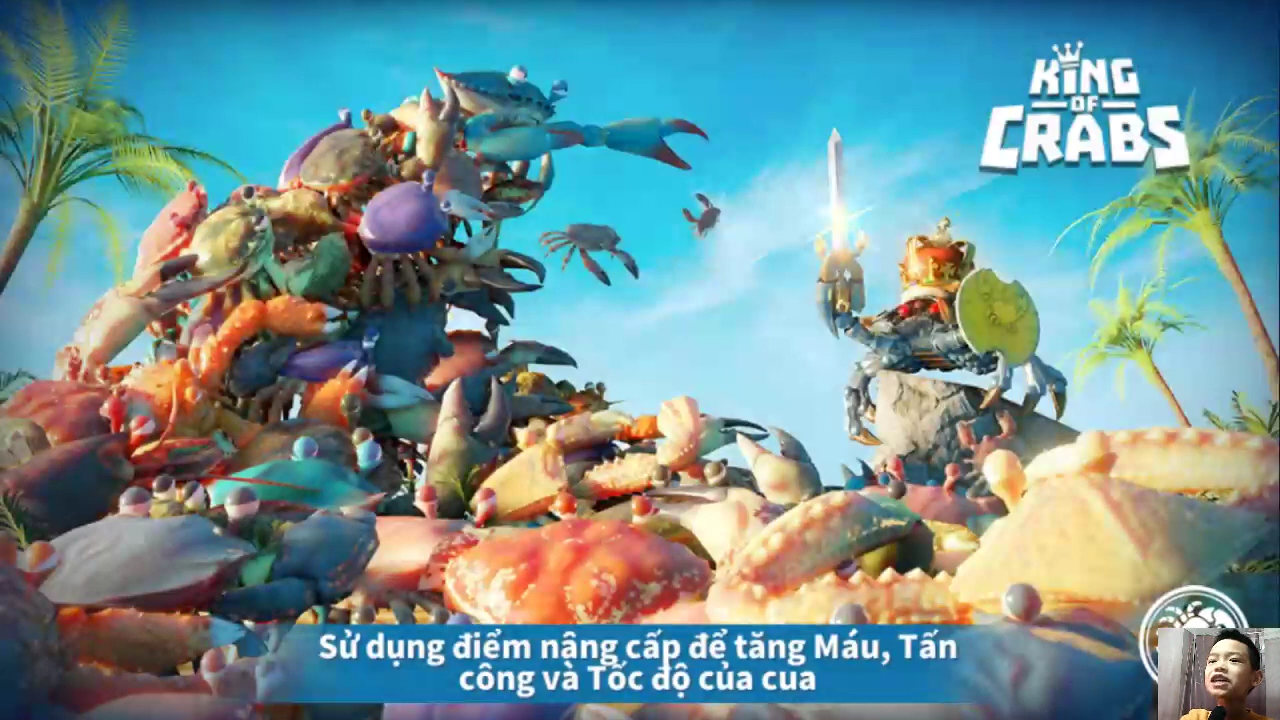 KING
OF
CRABS
Sử dụng điểm nâng cấp để tăng Máu, Tấn
công và Tốc độ của cua